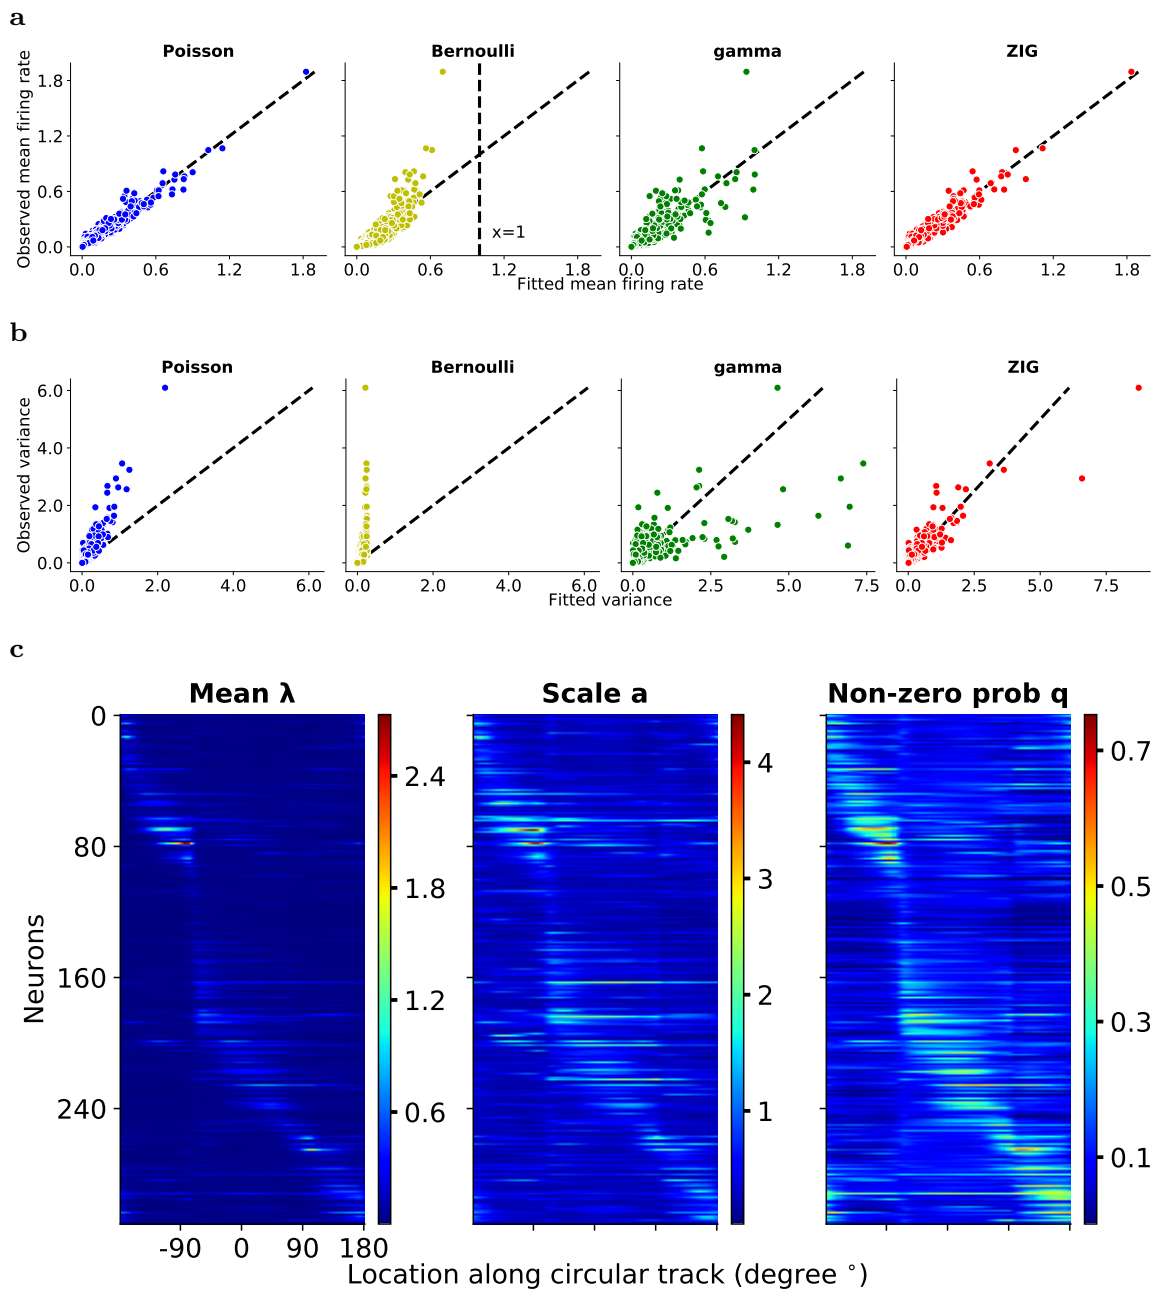 a
Poisson Bernoulli gamma ZIG
Observed mean firing rate
1.8
1.2
0.6
0.0
x=1
0.0 0.6 1.2 1.8 0.0 0.6 1.2 1.8 0.0 0.6 1.2 1.8 0.0 0.6 1.2 1.8
Fitted mean firing rate
b
Poisson Bernoulli gamma ZIG
Observed variance
6.0
4.0
2.0
0.0
0.0 2.0 4.0 6.0 0.0 2.0 4.0 6.0 0.0 2.5 5.0 7.5 0.0 2.5 5.0 7.5
Fitted variance
c
Mean λ Scale a Non-zero prob q
Neurons
0
80
160
240
2.4
1.8
1.2
0.6
4
3
2
1
0.7
0.5
0.3
0.1
-90 0 90 180
Location along circular track (degree °)